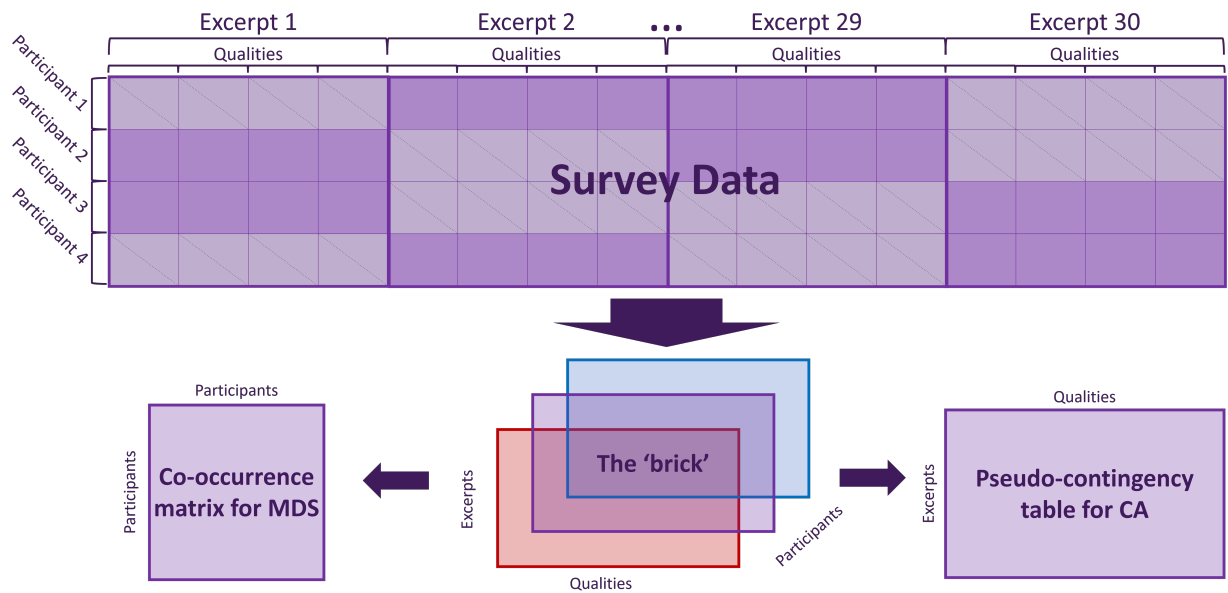 Excerpt 1
Excerpt 2
...
Excerpt 29
Excerpt 30
Qualities
Qualities
Qualities
Qualities
Participant 1
Participant 2
Participant 3
Participant 4
Survey Data
Participants
Participants
Co-occurrence
matrix for MDS
Excerpts
The ‘brick’
Participants
Qualities
Qualities
Excerpts
Pseudo-contingency
table for CA